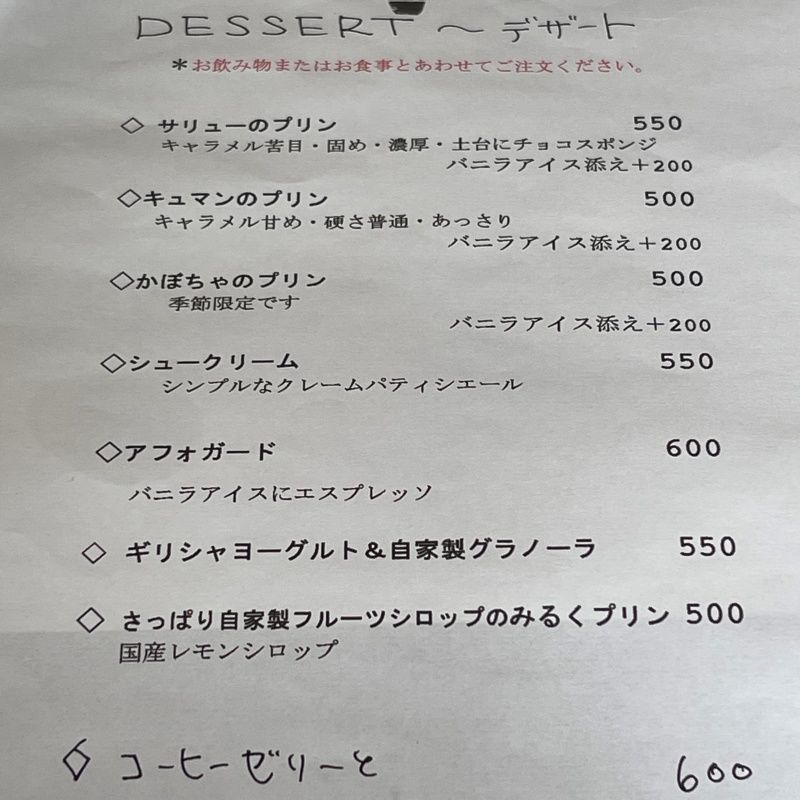 DESSERT ～ デザート
＊お飲み物またはお食事とあわせてご注文ください。
◇ サリューのプリン 550
キャラメル苦目・固め・濃厚・土台にチョコスポンジ
バニラアイス添え＋200
◇キュマンのプリン 500
キャラメル甘め・硬さ普通・あっさり
バニラアイス添え＋200
◇かぼちゃのプリン 500
季節限定です
バニラアイス添え＋200
◇シュークリーム 550
シンプルなクレームパティシエール
◇アフォガード 600
バニラアイスにエスプレッソ
◇ ギリシャヨーグルト＆自家製グラノーラ 550
◇ さっぱり自家製フルーツシロップのみるくプリン 500
国産レモンシロップ
◇ コーヒーゼリーと 600